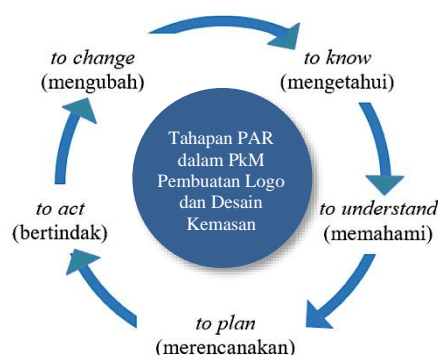 to change
(mengubah)
to know
(mengetahui)
Tahapan PAR
dalam PkM
Pembuatan Logo
dan Desain
Kemasan
to act
(bertindak)
to understand
(memahami)
to plan
(merencanakan)